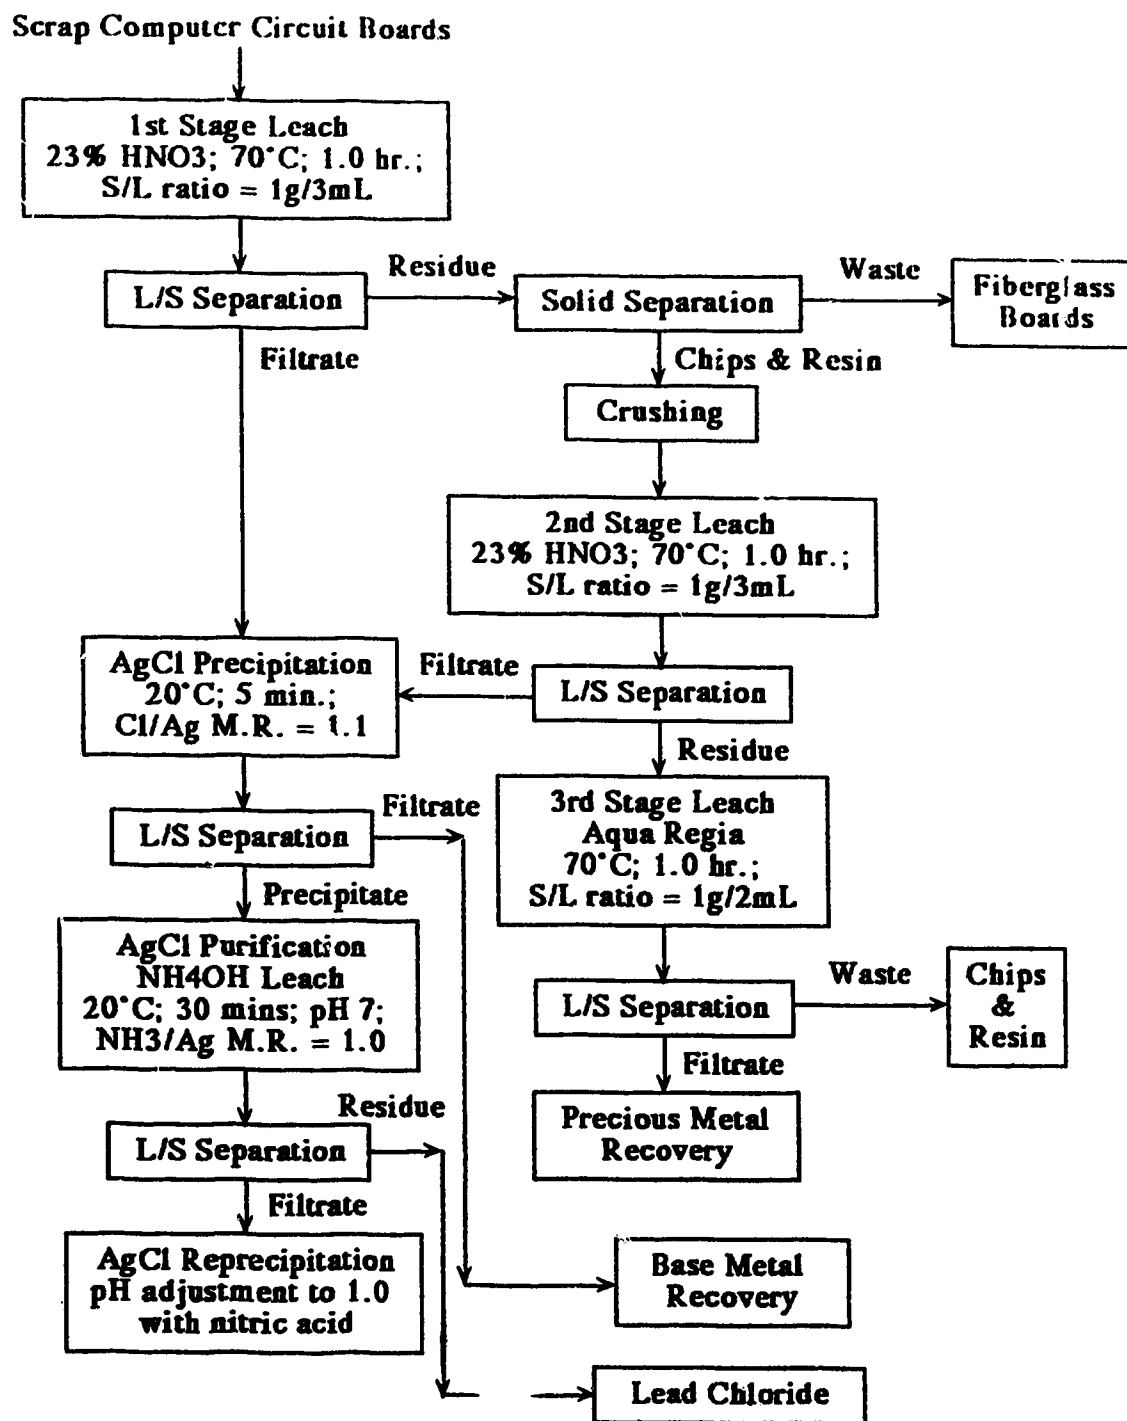 Scrap Computer Circuit Boards
1st Stage Leach
23% HNO3; 70°C; 1.0 hr.;
S/L ratio = 1g/3mL
L/S Separation
Residue
Solid Separation
Waste
Fiberglass
Boards
Filtrate
Chips & Resin
Crushing
2nd Stage Leach
23% HNO3; 70°C; 1.0 hr.;
S/L ratio = 1g/3mL
AgCl Precipitation
20°C; 5 min.;
Cl/Ag M.R. = 1.1
Filtrate
L/S Separation
Residue
3rd Stage Leach
Aqua Regia
70°C; 1.0 hr.;
S/L ratio = 1g/2mL
L/S Separation
Filtrate
Precipitate
AgCl Purification
NH4OH Leach
20°C; 30 mins; pH 7;
NH3/Ag M.R. = 1.0
L/S Separation
Waste
Chips
&
Resin
Filtrate
Precious Metal
Recovery
L/S Separation
Residue
Filtrate
AgCl Reprecipitation
pH adjustment to 1.0
with nitric acid
Base Metal
Recovery
Lead Chloride